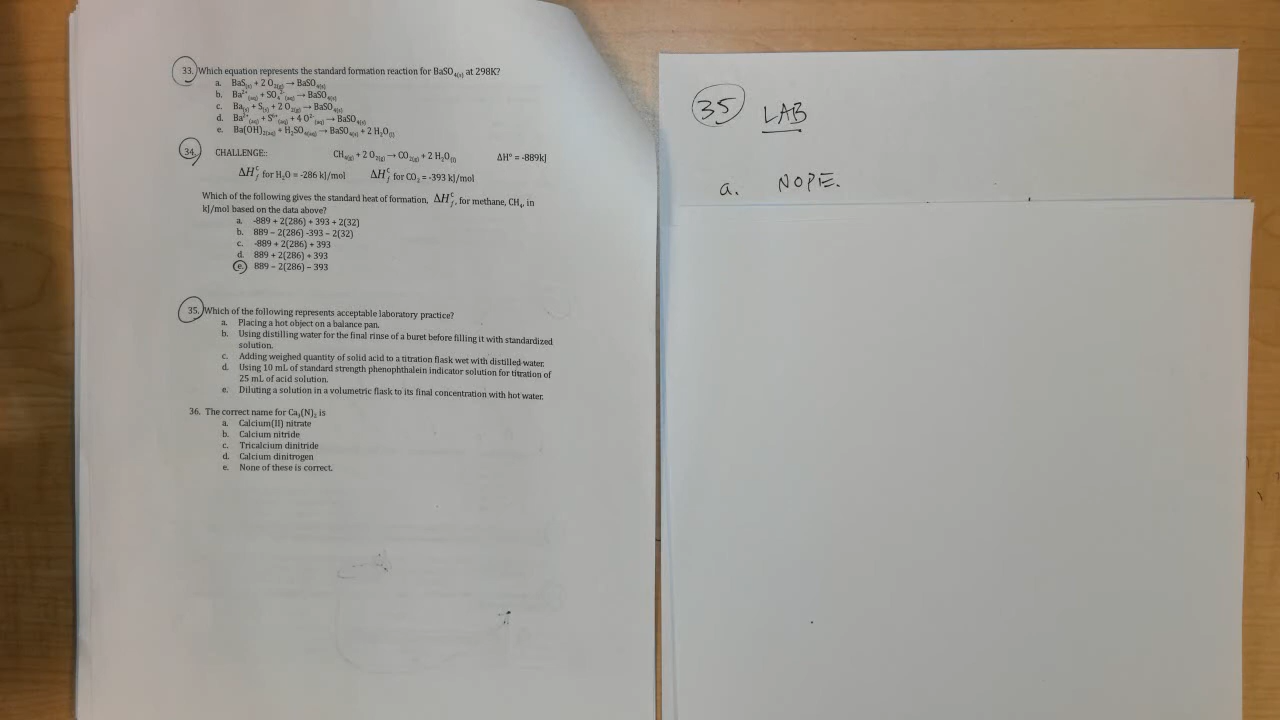 33. Which equation represents the standard formation reaction for BaSO₄₍ₛ₎ at 298K?
a. BaS₍ₛ₎ + 2 O₂₍g₎ → BaSO₄₍ₛ₎
b. Ba²⁺₍aq₎ + SO₄²⁻₍aq₎ → BaSO₄₍ₛ₎
c. Ba₍ₛ₎ + S₍ₛ₎ + 2 O₂₍g₎ → BaSO₄₍ₛ₎
d. Ba²⁺₍aq₎ + S⁶⁺₍aq₎ + 4 O²⁻₍aq₎ → BaSO₄₍ₛ₎
e. Ba(OH)₂₍aq₎ + H₂SO₄₍aq₎ → BaSO₄₍ₛ₎ + 2 H₂O₍l₎
34. CHALLENGE:: CH₄₍g₎ + 2 O₂₍g₎ → CO₂₍g₎ + 2 H₂O₍l₎ ΔH° = -889kJ
for H₂O = -286 kJ/mol for CO₂ = -393 kJ/mol
Which of the following gives the standard heat of formation, for methane, CH₄, in
kJ/mol based on the data above?
a. -889 + 2(286) + 393 + 2(32)
b. 889 – 2(286) -393 – 2(32)
c. -889 + 2(286) + 393
d. 889 + 2(286) + 393
e. 889 – 2(286) – 393
35. Which of the following represents acceptable laboratory practice?
a. Placing a hot object on a balance pan.
b. Using distilling water for the final rinse of a buret before filling it with standardized
solution.
c. Adding weighed quantity of solid acid to a titration flask wet with distilled water.
d. Using 10 mL of standard strength phenophthalein indicator solution for titration of
25 mL of acid solution.
e. Diluting a solution in a volumetric flask to its final concentration with hot water.
36. The correct name for Ca₃(N)₂ is
a. Calcium(II) nitrate
b. Calcium nitride
c. Tricalcium dinitride
d. Calcium dinitrogen
e. None of these is correct.
35 LAB
a. NOPE.